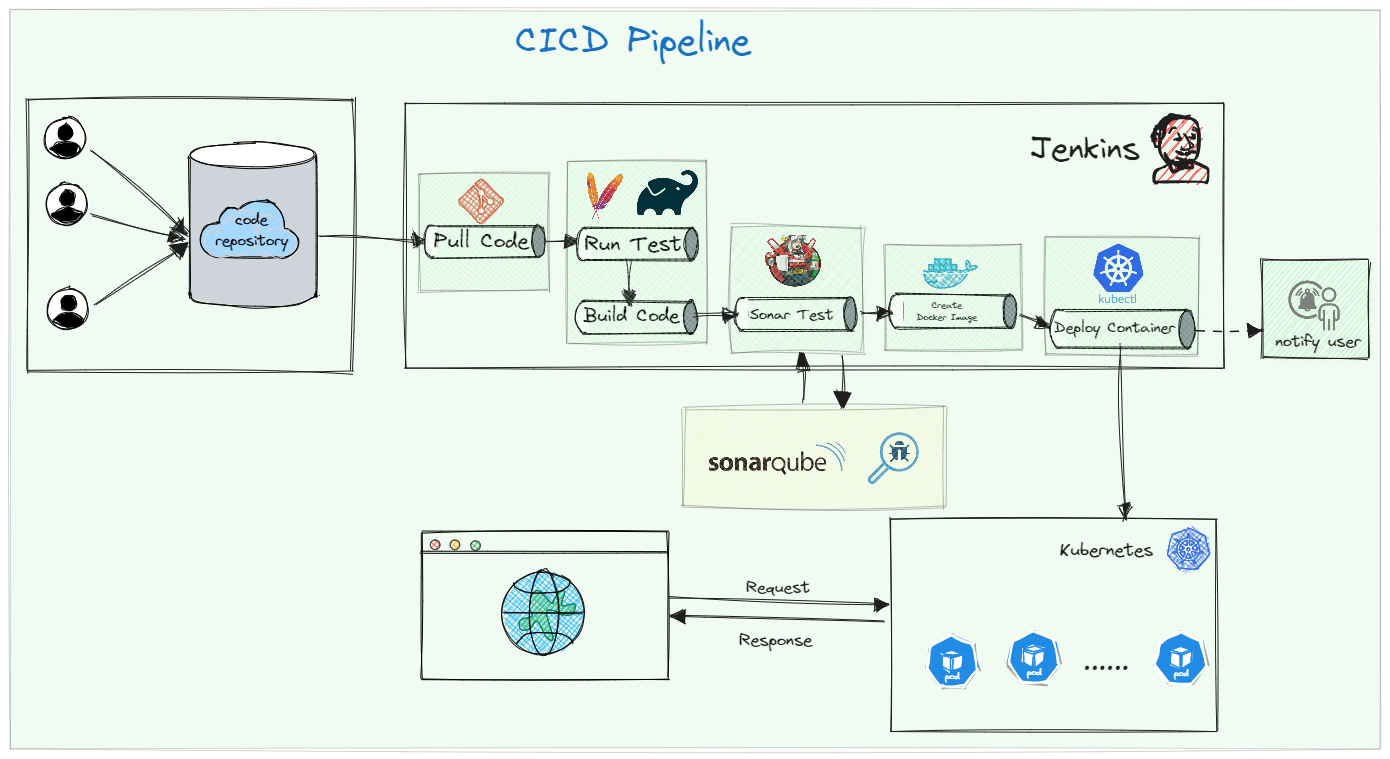 CICD Pipeline
Jenkins
code
repository
Pull Code
Run Test
Build Code
Sonar Test
Create
Docker Image
kubectl
Deploy Container
notify user
sonarqube
Kubernetes
Request
Response
pod
pod
......
pod